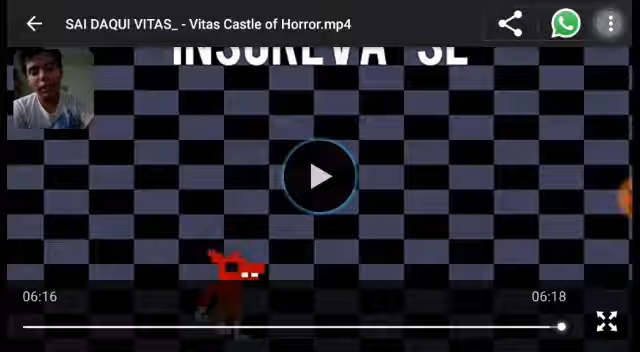 SAI DAQUI VITAS_ - Vitas Castle of Horror.mp4
INSCREVA-SE
06:16
06:18